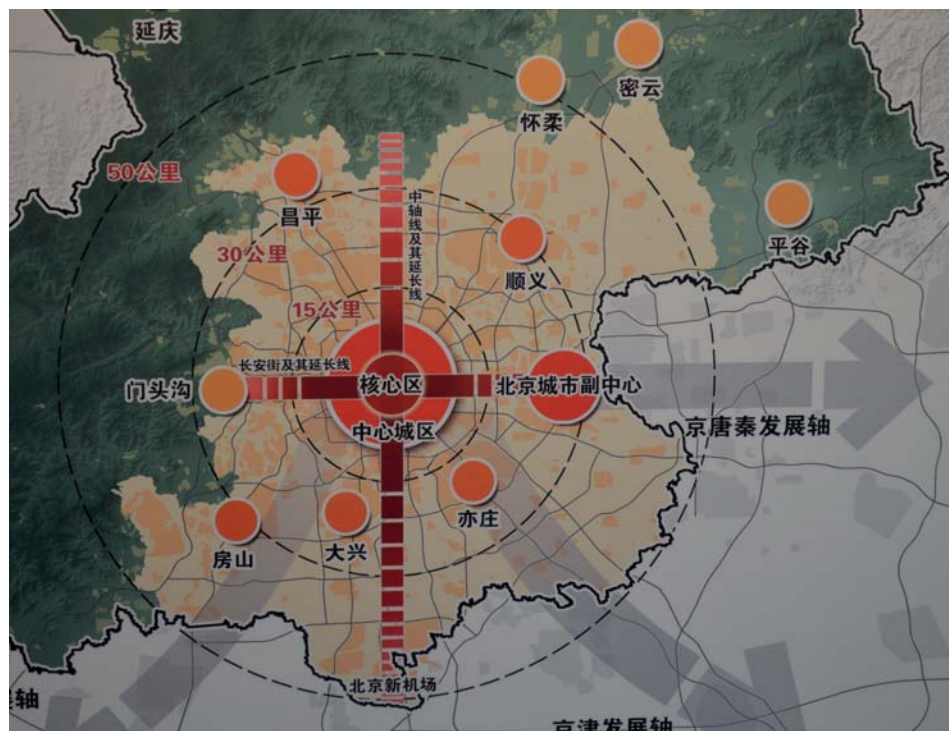 延庆
密云
怀柔
50公里
昌平
中轴线及其延长线
平谷
30公里
顺义
15公里
长安街及其延长线
门头沟
核心区
北京城市副中心
中心城区
京唐秦发展轴
亦庄
房山
大兴
北京新机场
轴
京津发展轴